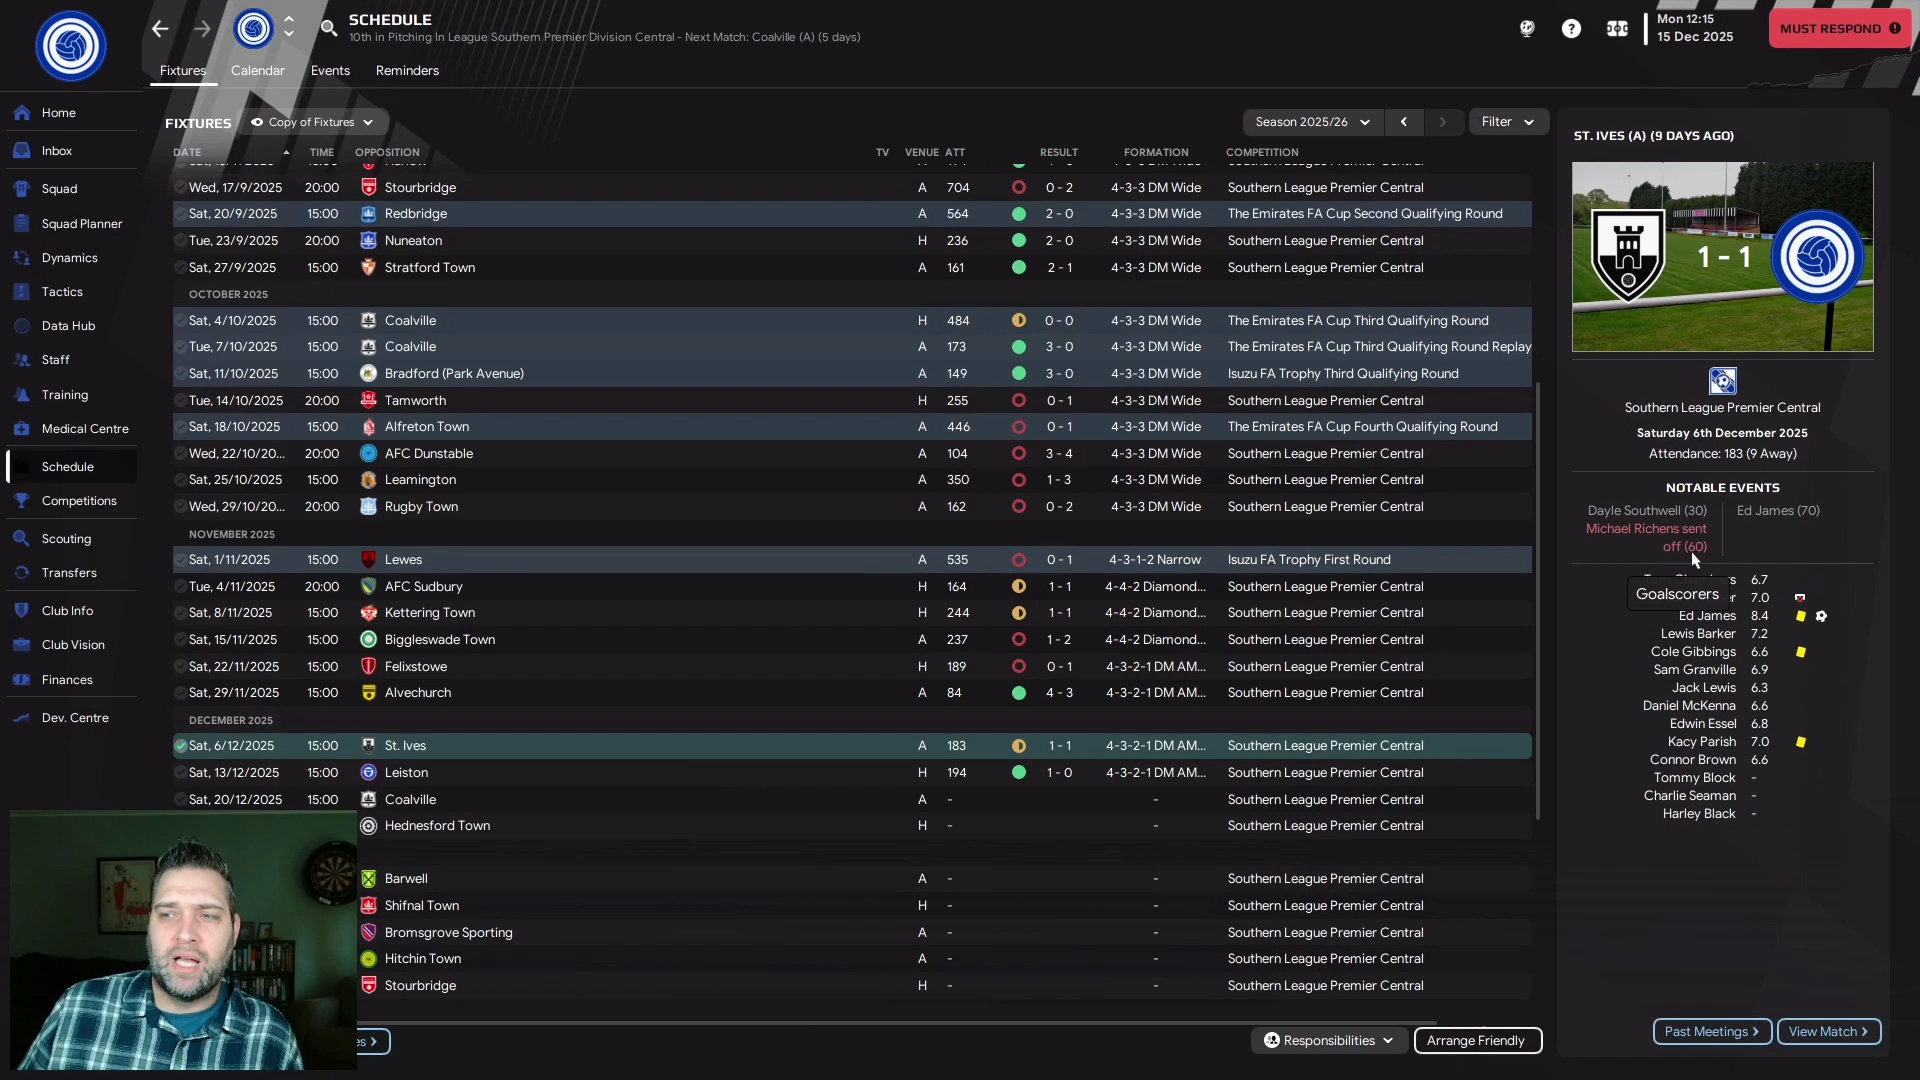 SCHEDULE
10th in Pitching In League Southern Premier Division Central - Next Match: Coalville (A) (5 days)
Mon 12:15
15 Dec 2025
MUST RESPOND
Fixtures Calendar Events Reminders
Home
Inbox
Squad
Squad Planner
Dynamics
Tactics
Data Hub
Staff
Training
Medical Centre
Schedule
Competitions
Scouting
Transfers
Club Info
Club Vision
Finances
Dev. Centre
FIXTURES Copy of Fixtures Season 2025/26 Filter
DATE TIME OPPOSITION TV VENUE ATT RESULT FORMATION COMPETITION
Wed, 17/9/2025 20:00 Stourbridge A 704 0 - 2 4-3-3 DM Wide Southern League Premier Central
Sat, 20/9/2025 15:00 Redbridge A 564 2 - 0 4-3-3 DM Wide The Emirates FA Cup Second Qualifying Round
Tue, 23/9/2025 20:00 Nuneaton H 236 2 - 0 4-3-3 DM Wide Southern League Premier Central
Sat, 27/9/2025 15:00 Stratford Town A 161 2 - 1 4-3-3 DM Wide Southern League Premier Central
OCTOBER 2025
Sat, 4/10/2025 15:00 Coalville H 484 0 - 0 4-3-3 DM Wide The Emirates FA Cup Third Qualifying Round
Tue, 7/10/2025 15:00 Coalville A 173 3 - 0 4-3-3 DM Wide The Emirates FA Cup Third Qualifying Round Replay
Sat, 11/10/2025 15:00 Bradford (Park Avenue) A 149 3 - 0 4-3-3 DM Wide Isuzu FA Trophy Third Qualifying Round
Tue, 14/10/2025 20:00 Tamworth H 255 0 - 1 4-3-3 DM Wide Southern League Premier Central
Sat, 18/10/2025 15:00 Alfreton Town A 446 0 - 1 4-3-3 DM Wide The Emirates FA Cup Fourth Qualifying Round
Wed, 22/10/20... 20:00 AFC Dunstable A 104 3 - 4 4-3-3 DM Wide Southern League Premier Central
Sat, 25/10/2025 15:00 Leamington A 350 1 - 3 4-3-3 DM Wide Southern League Premier Central
Wed, 29/10/20... 20:00 Rugby Town A 162 0 - 2 4-3-3 DM Wide Southern League Premier Central
NOVEMBER 2025
Sat, 1/11/2025 15:00 Lewes A 535 0 - 1 4-3-1-2 Narrow Isuzu FA Trophy First Round
Tue, 4/11/2025 20:00 AFC Sudbury H 164 1 - 1 4-4-2 Diamond... Southern League Premier Central
Sat, 8/11/2025 15:00 Kettering Town H 244 1 - 1 4-4-2 Diamond... Southern League Premier Central
Sat, 15/11/2025 15:00 Biggleswade Town A 237 1 - 2 4-4-2 Diamond... Southern League Premier Central
Sat, 22/11/2025 15:00 Felixstowe H 189 0 - 1 4-3-2-1 DM AM... Southern League Premier Central
Sat, 29/11/2025 15:00 Alvechurch A 84 4 - 3 4-3-2-1 DM AM... Southern League Premier Central
DECEMBER 2025
Sat, 6/12/2025 15:00 St. Ives A 183 1 - 1 4-3-2-1 DM AM... Southern League Premier Central
Sat, 13/12/2025 15:00 Leiston H 194 1 - 0 4-3-2-1 DM AM... Southern League Premier Central
Sat, 20/12/2025 15:00 Coalville A - - Southern League Premier Central
Hednesford Town H - - Southern League Premier Central
Barwell A - - Southern League Premier Central
Shifnal Town H - - Southern League Premier Central
Bromsgrove Sporting A - - Southern League Premier Central
Hitchin Town A - - Southern League Premier Central
Stourbridge H - - Southern League Premier Central
Responsibilities Arrange Friendly
ST. IVES (A) (9 DAYS AGO)
1 - 1
Southern League Premier Central
Saturday 6th December 2025
Attendance: 183 (9 Away)
NOTABLE EVENTS
Dayle Southwell (30) Ed James (70)
Michael Richens sent
off (60)
6.7
Goalscorers
7.0
Ed James 8.4
Lewis Barker 7.2
Cole Gibbings 6.6
Sam Granville 6.9
Jack Lewis 6.3
Daniel McKenna 6.6
Edwin Essel 6.8
Kacy Parish 7.0
Connor Brown 6.6
Tommy Block -
Charlie Seaman -
Harley Black -
Past Meetings View Match